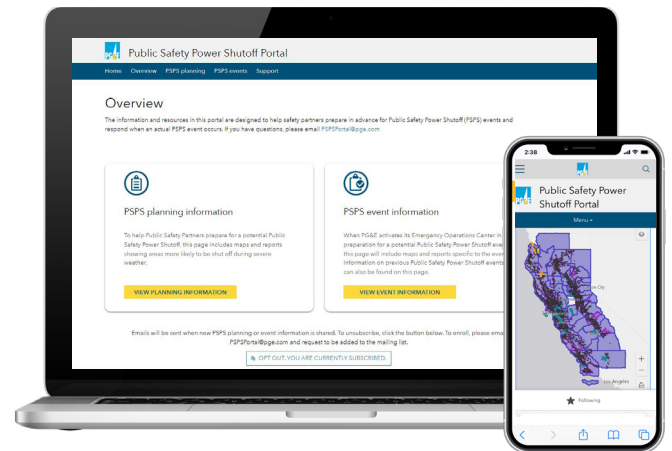 PG&E Public Safety Power Shutoff Portal
Home Overview PSPS planning PSPS events Support
Overview
The information and resources in this portal are designed to help safety partners prepare in advance for Public Safety Power Shutoff (PSPS) events and
respond when an actual PSPS event occurs. If you have questions, please email PSPSPortal@pge.com
PSPS planning information
To help Public Safety Partners prepare for a potential Public
Safety Power Shutoff, this page includes maps and reports
showing areas more likely to be shut off during severe
weather.
VIEW PLANNING INFORMATION
PSPS event information
When PG&E activates its Emergency Operations Center in
preparation for a potential Public Safety Power Shutoff eve
this page will include maps and reports specific to the even
Information on previous Public Safety Power Shutoff events
can also be found on this page.
VIEW EVENT INFORMATION
Emails will be sent when new PSPS planning or event information is shared. To unsubscribe, click the button below. To enroll, please ema
PSPSPortal@pge.com and request to be added to the mailing list.
OPT OUT. YOU ARE CURRENTLY SUBSCRIBED.
2:38
PG&E Public Safety Power
Shutoff Portal
Menu
on City
Los Angeles
+
−
Following